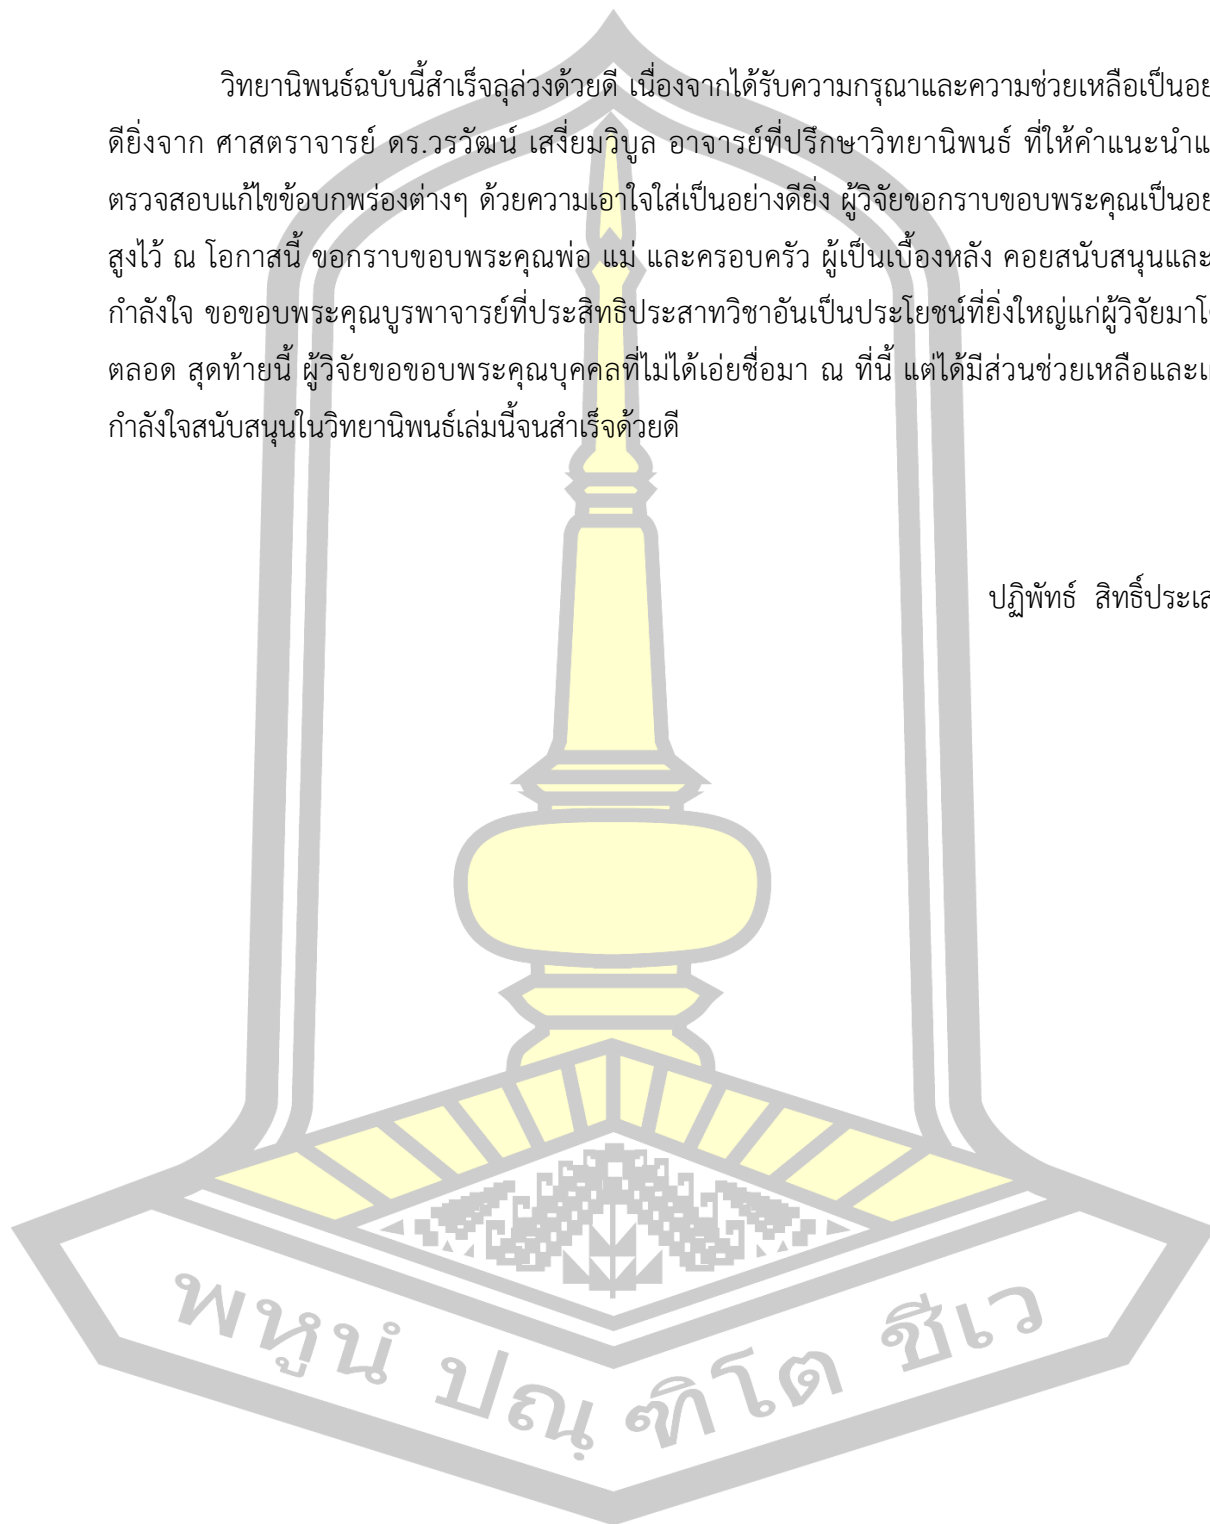 วิทยานิพนธ์ฉบับนี้สำเร็จลุล่วงด้วยดี เนื่องจากได้รับความกรุณาและความช่วยเหลือเป็นอย
ดียิ่งจาก ศาสตราจารย์ ดร.วรวัฒน์ เสงี่ยมวิบูล อาจารย์ที่ปรึกษาวิทยานิพนธ์ ที่ให้คำแนะนำแ
ตรวจสอบแก้ไขข้อบกพร่องต่างๆ ด้วยความเอาใจใส่เป็นอย่างดียิ่ง ผู้วิจัยขอกราบขอบพระคุณเป็นอย
สูงไว้ ณ โอกาสนี้ ขอกราบขอบพระคุณพ่อ แม่ และครอบครัว ผู้เป็นเบื้องหลัง คอยสนับสนุนและ
กำลังใจ ขอขอบพระคุณบูรพาจารย์ที่ประสิทธิประสาทวิชาอันเป็นประโยชน์ที่ยิ่งใหญ่แก่ผู้วิจัยมาโ
ตลอด สุดท้ายนี้ ผู้วิจัยขอขอบพระคุณบุคคลที่ไม่ได้เอ่ยชื่อมา ณ ที่นี้ แต่ได้มีส่วนช่วยเหลือและเ
กำลังใจสนับสนุนในวิทยานิพนธ์เล่มนี้จนสำเร็จด้วยดี
ปฏิพัทธ์ สิทธิ์ประเส
พหูนํ ปณฺ ฑิโต ชีเว